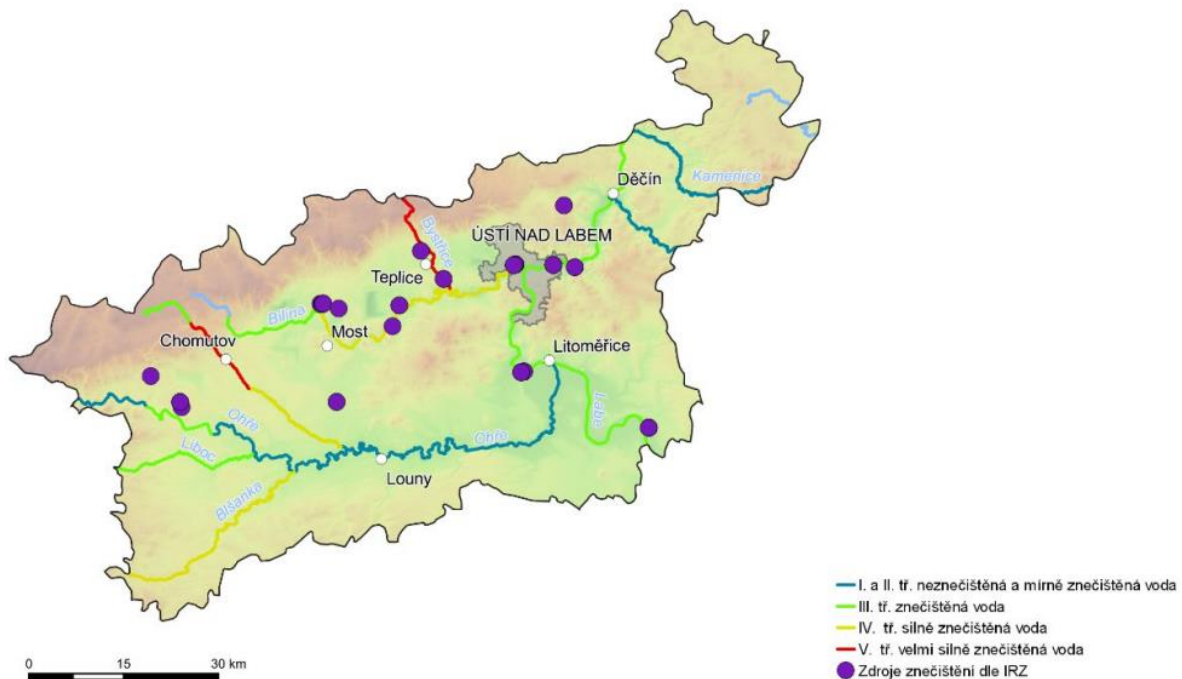 Děčín
Kamenice
ÚSTÍ NAD LABEM
Bystřice
Teplice
Bílina
Most
Chomutov
Litoměřice
Labe
Ohře
Ohře
Liboc
Louny
Blšanka
I. a II. tř. neznečištěná a mírně znečištěná voda
III. tř. znečištěná voda
IV. tř. silně znečištěná voda
V. tř. velmi silně znečištěná voda
Zdroje znečištění dle IRZ
0 15 30 km